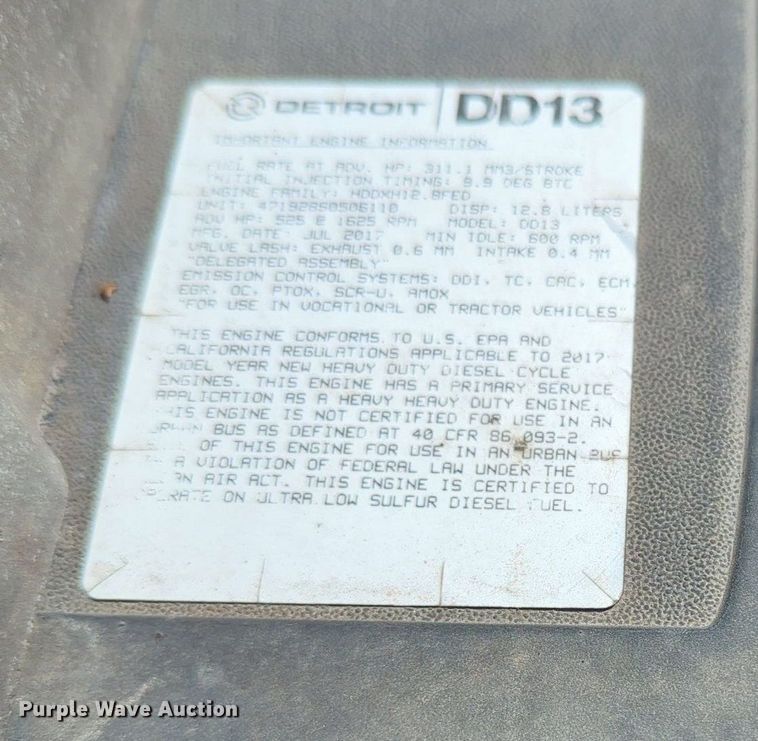 DETROIT DD13
IMPORTANT ENGINE INFORMATION
FUEL RATE AT ADV. HP: 311.1 MM3/STROKE
INITIAL INJECTION TIMING: 9.9 DEG BTC
ENGINE FAMILY: HDDXH12.8FED
UNIT: 471928S0506110 DISP: 12.8 LITERS
ADV HP: 525 @ 1625 RPM MODEL: DD13
MFG. DATE: JUL 2017 MIN IDLE: 600 RPM
VALVE LASH: EXHAUST 0.6 MM INTAKE 0.4 MM
"DELEGATED ASSEMBLY"
EMISSION CONTROL SYSTEMS: DDI, TC, CAC, ECM,
EGR, OC, PTOX, SCR-U, AMOX
"FOR USE IN VOCATIONAL OR TRACTOR VEHICLES"
THIS ENGINE CONFORMS TO U.S. EPA AND
CALIFORNIA REGULATIONS APPLICABLE TO 2017
MODEL YEAR NEW HEAVY DUTY DIESEL CYCLE
ENGINES. THIS ENGINE HAS A PRIMARY SERVICE
APPLICATION AS A HEAVY HEAVY DUTY ENGINE.
THIS ENGINE IS NOT CERTIFIED FOR USE IN AN
URBAN BUS AS DEFINED AT 40 CFR 86.093-2.
OF THIS ENGINE FOR USE IN AN URBAN BUS
A VIOLATION OF FEDERAL LAW UNDER THE
AIR ACT. THIS ENGINE IS CERTIFIED TO
OPERATE ON ULTRA LOW SULFUR DIESEL FUEL.
Purple Wave Auction